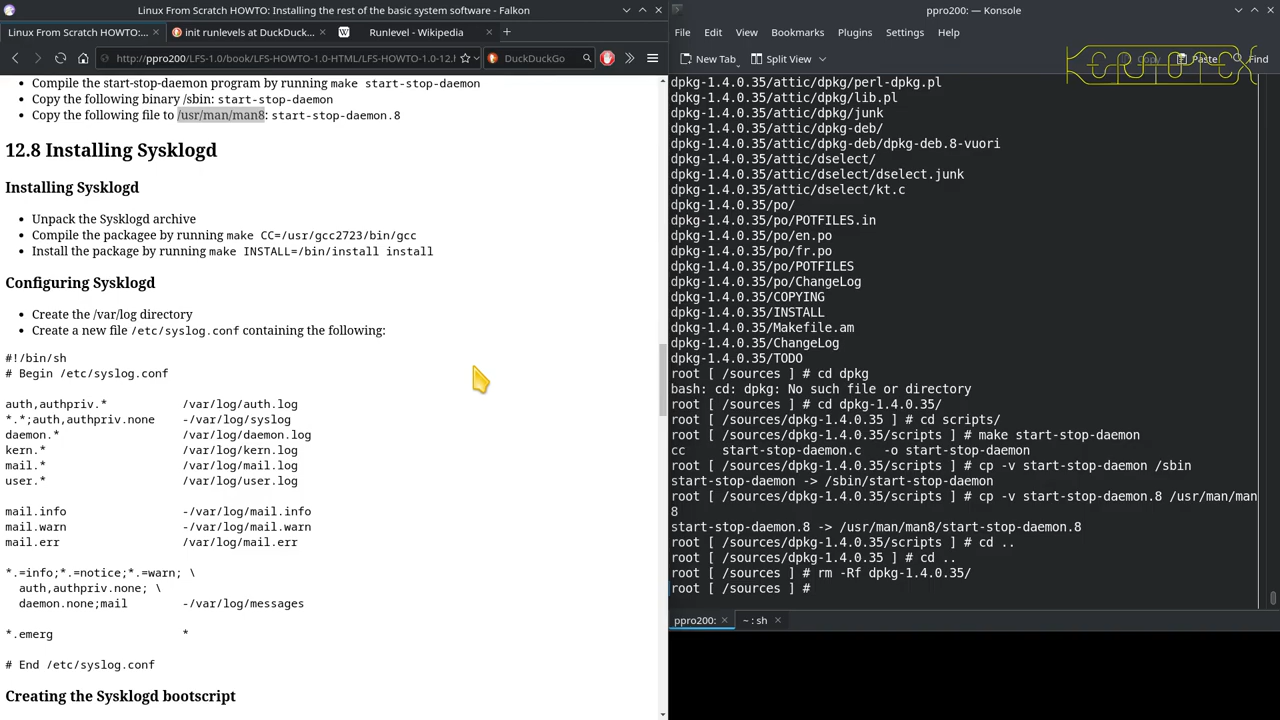 Linux From Scratch HOWTO: Installing the rest of the basic system software - Falkon
Linux From Scratch HOWTO:...
init runlevels at DuckDuck...
Runlevel - Wikipedia
http://ppro200/LFS-1.0/book/LFS-HOWTO-1.0-HTML/LFS-HOWTO-1.0-12.h
DuckDuckGo
Compile the start-stop-daemon program by running make start-stop-daemon
Copy the following binary /sbin: start-stop-daemon
Copy the following file to /usr/man/man8: start-stop-daemon.8
12.8 Installing Sysklogd
Installing Sysklogd
Unpack the Sysklogd archive
Compile the packagee by running make CC=/usr/gcc2723/bin/gcc
Install the package by running make INSTALL=/bin/install install
Configuring Sysklogd
Create the /var/log directory
Create a new file /etc/syslog.conf containing the following:
#!/bin/sh
# Begin /etc/syslog.conf
auth,authpriv.* /var/log/auth.log
*.*;auth,authpriv.none -/var/log/syslog
daemon.* /var/log/daemon.log
kern.* /var/log/kern.log
mail.* /var/log/mail.log
user.* /var/log/user.log
mail.info -/var/log/mail.info
mail.warn -/var/log/mail.warn
mail.err /var/log/mail.err
*.=info;*.=notice;*.=warn; \
auth,authpriv.none; \
daemon.none;mail -/var/log/messages
*.emerg *
# End /etc/syslog.conf
Creating the Sysklogd bootscript
ppro200: — Konsole
File Edit View Bookmarks Plugins Settings Help
New Tab Split View Copy Paste Find
dpkg-1.4.0.35/attic/dpkg/perl-dpkg.pl
dpkg-1.4.0.35/attic/dpkg/lib.pl
dpkg-1.4.0.35/attic/dpkg/junk
dpkg-1.4.0.35/attic/dpkg-deb/
dpkg-1.4.0.35/attic/dpkg-deb/dpkg-deb.8-vuori
dpkg-1.4.0.35/attic/dselect/
dpkg-1.4.0.35/attic/dselect/dselect.junk
dpkg-1.4.0.35/attic/dselect/kt.c
dpkg-1.4.0.35/po/
dpkg-1.4.0.35/po/POTFILES.in
dpkg-1.4.0.35/po/en.po
dpkg-1.4.0.35/po/fr.po
dpkg-1.4.0.35/po/POTFILES
dpkg-1.4.0.35/po/ChangeLog
dpkg-1.4.0.35/COPYING
dpkg-1.4.0.35/INSTALL
dpkg-1.4.0.35/Makefile.am
dpkg-1.4.0.35/ChangeLog
dpkg-1.4.0.35/TODO
root [ /sources ] # cd dpkg
bash: cd: dpkg: No such file or directory
root [ /sources ] # cd dpkg-1.4.0.35/
root [ /sources/dpkg-1.4.0.35 ] # cd scripts/
root [ /sources/dpkg-1.4.0.35/scripts ] # make start-stop-daemon
cc start-stop-daemon.c -o start-stop-daemon
root [ /sources/dpkg-1.4.0.35/scripts ] # cp -v start-stop-daemon /sbin
start-stop-daemon -> /sbin/start-stop-daemon
root [ /sources/dpkg-1.4.0.35/scripts ] # cp -v start-stop-daemon.8 /usr/man/man
8
start-stop-daemon.8 -> /usr/man/man8/start-stop-daemon.8
root [ /sources/dpkg-1.4.0.35/scripts ] # cd ..
root [ /sources/dpkg-1.4.0.35 ] # cd ..
root [ /sources ] # rm -Rf dpkg-1.4.0.35/
root [ /sources ] #
ppro200:
~ : sh